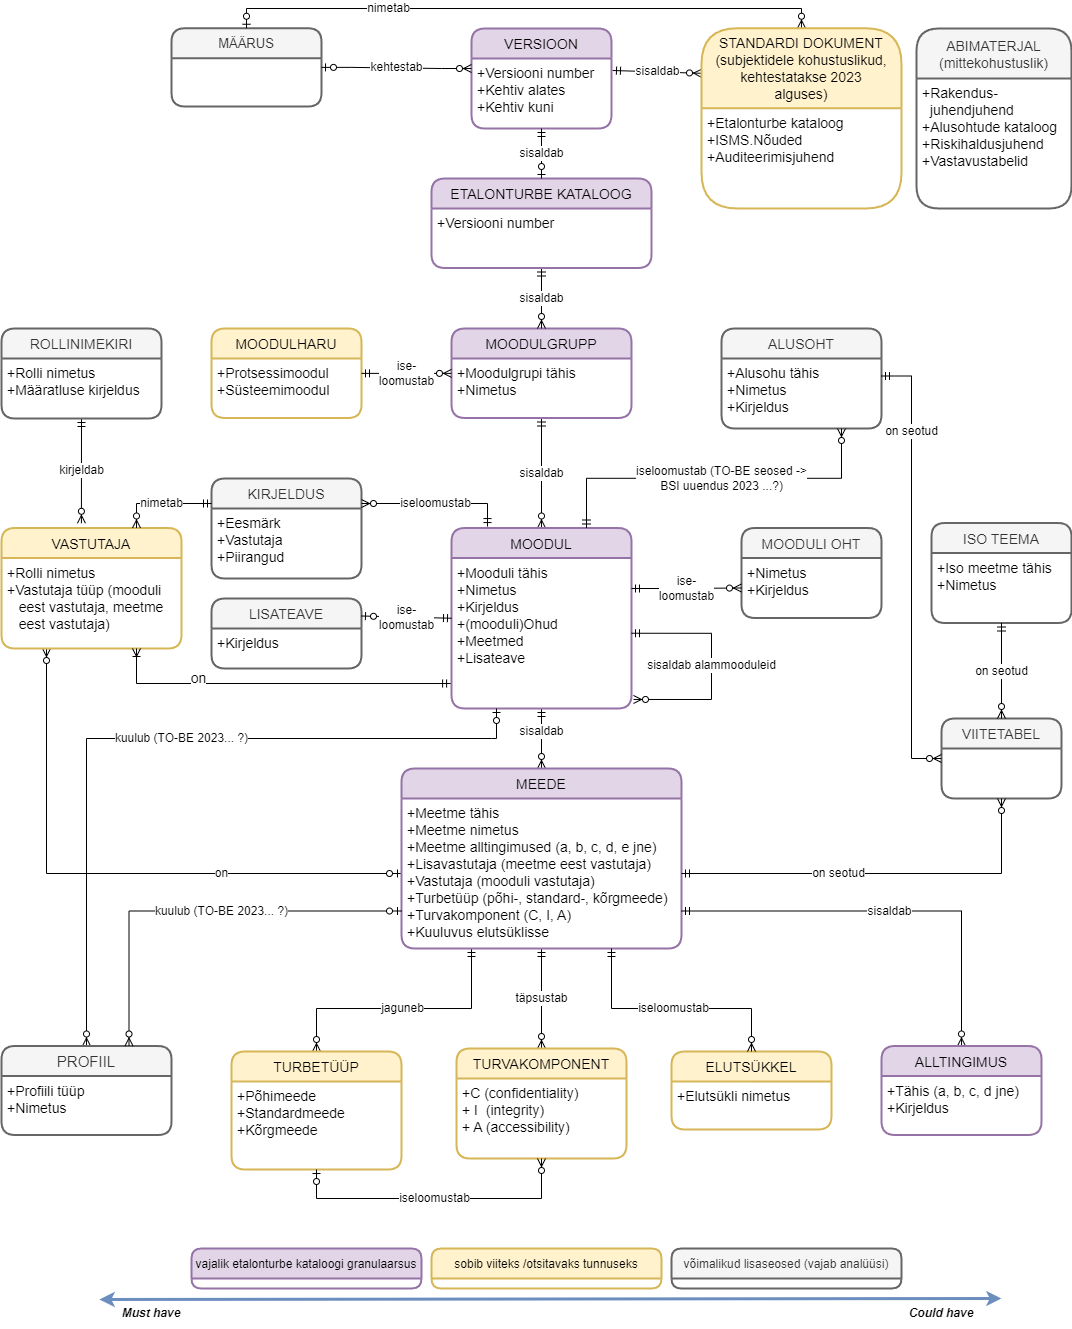 nimetab
MÄÄRUS
kehtestab
VERSIOON
+Versiooni number
+Kehtiv alates
+Kehtiv kuni
sisaldab
STANDARDI DOKUMENT
(subjektidele kohustuslikud,
kehtestatakse 2023
alguses)
+Etalonturbe kataloog
+ISMS.Nõuded
+Auditeerimisjuhend
ABIMATERJAL
(mittekohustuslik)
+Rakendus-
juhendjuhend
+Alusohtude kataloog
+Riskihaldusjuhend
+Vastavustabelid
sisaldab
ETALONTURBE KATALOOG
+Versiooni number
sisaldab
ROLLINIMEKIRI
+Rolli nimetus
+Määratluse kirjeldus
MOODULHARU
+Protsessimoodul
+Süsteemimoodul
ise-
loomustab
MOODULGRUPP
+Moodulgrupi tähis
+Nimetus
ALUSOHT
+Alusohu tähis
+Nimetus
+Kirjeldus
on seotud
kirjeldab
sisaldab
iseloomustab (TO-BE seosed ->
BSI uuendus 2023 ...?)
nimetab
KIRJELDUS
+Eesmärk
+Vastutaja
+Piirangud
iseloomustab
VASTUTAJA
+Rolli nimetus
+Vastutaja tüüp (mooduli
eest vastutaja, meetme
eest vastutaja)
MOODUL
+Mooduli tähis
+Nimetus
+Kirjeldus
+(mooduli)Ohud
+Meetmed
+Lisateave
ise-
loomustab
MOODULI OHT
+Nimetus
+Kirjeldus
ISO TEEMA
+Iso meetme tähis
+Nimetus
LISATEAVE
+Kirjeldus
ise-
loomustab
sisaldab alammooduleid
on seotud
on
kuulub (TO-BE 2023... ?)
sisaldab
VIITETABEL
MEEDE
+Meetme tähis
+Meetme nimetus
+Meetme alltingimused (a, b, c, d, e jne)
+Lisavastutaja (meetme eest vastutaja)
+Vastutaja (mooduli vastutaja)
+Turbetüüp (põhi-, standard-, kõrgmeede)
+Turvakomponent (C, I, A)
+Kuuluvus elutsüklisse
on
on seotud
kuulub (TO-BE 2023... ?)
sisaldab
jaguneb
täpsustab
iseloomustab
PROFIIL
+Profiili tüüp
+Nimetus
TURBETÜÜP
+Põhimeede
+Standardmeede
+Kõrgmeede
TURVAKOMPONENT
+C (confidentiality)
+ I  (integrity)
+ A (accessibility)
ELUTSÜKKEL
+Elutsükli nimetus
ALLTINGIMUS
+Tähis (a, b, c, d jne)
+Kirjeldus
iseloomustab
vajalik etalonturbe kataloogi granulaarsus
sobib viiteks /otsitavaks tunnuseks
võimalikud lisaseosed (vajab analüüsi)
Must have
Could have